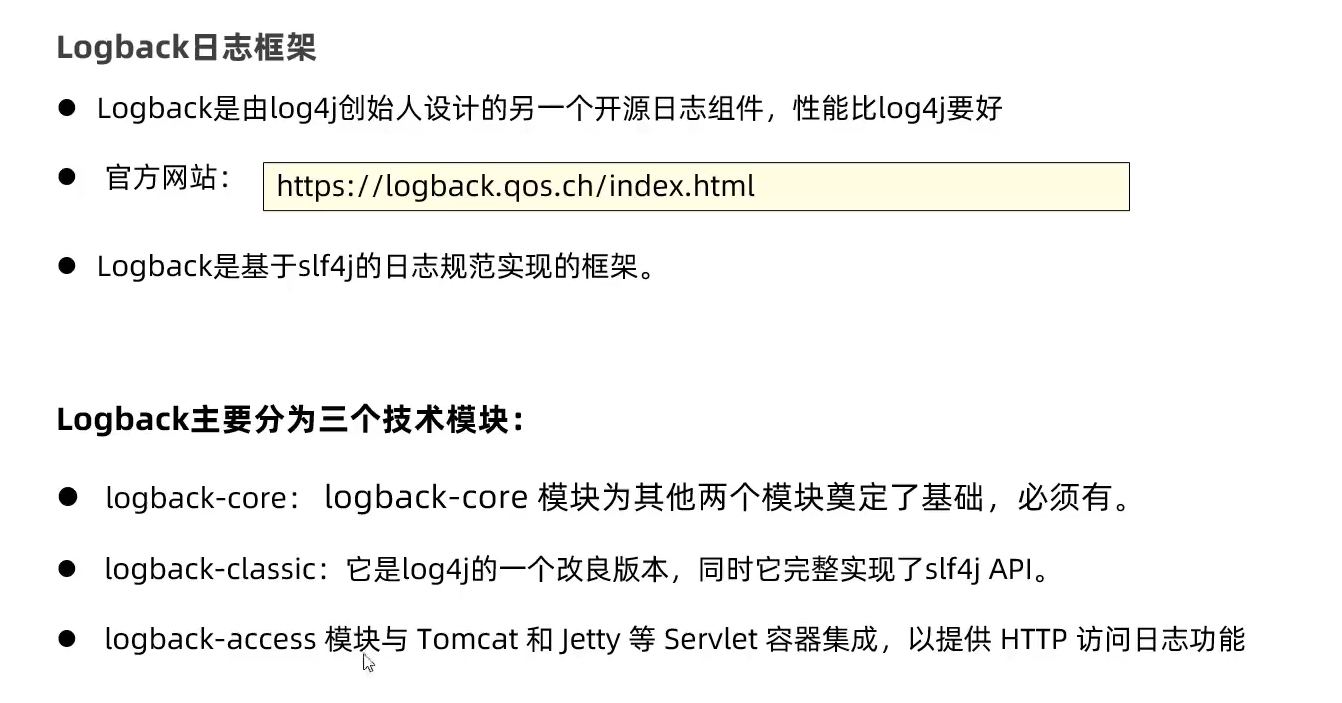 Logback日志框架
Logback是由log4j创始人设计的另一个开源日志组件，性能比log4j要好
官方网站： https://logback.qos.ch/index.html
Logback是基于slf4j的日志规范实现的框架。
Logback主要分为三个技术模块：
logback-core： logback-core 模块为其他两个模块奠定了基础，必须有。
logback-classic：它是log4j的一个改良版本，同时它完整实现了slf4j API。
logback-access 模块与 Tomcat 和 Jetty 等 Servlet 容器集成，以提供 HTTP 访问日志功能